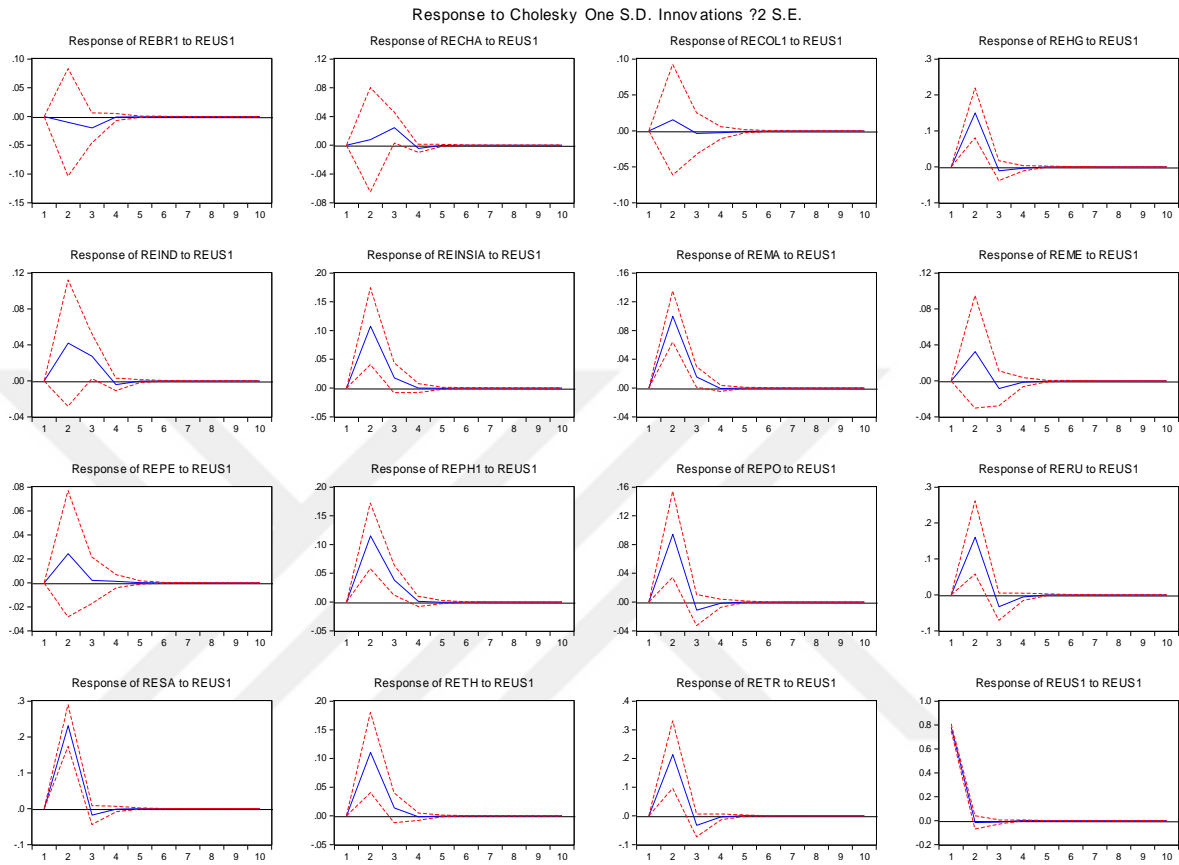 Response to Cholesky One S.D. Innovations ?2 S.E.
Response of REBR1 to REUS1
.10
.05
.00
-.05
-.10
-.15
1 2 3 4 5 6 7 8 9 10
Response of RECHA to REUS1
.12
.08
.04
.00
-.04
-.08
1 2 3 4 5 6 7 8 9 10
Response of RECOL1 to REUS1
.10
.05
.00
-.05
-.10
1 2 3 4 5 6 7 8 9 10
Response of REHG to REUS1
.3
.2
.1
.0
-.1
1 2 3 4 5 6 7 8 9 10
Response of REIND to REUS1
.12
.08
.04
.00
-.04
1 2 3 4 5 6 7 8 9 10
Response of REINSIA to REUS1
.20
.15
.10
.05
.00
-.05
1 2 3 4 5 6 7 8 9 10
Response of REMA to REUS1
.16
.12
.08
.04
.00
-.04
1 2 3 4 5 6 7 8 9 10
Response of REME to REUS1
.12
.08
.04
.00
-.04
1 2 3 4 5 6 7 8 9 10
Response of REPE to REUS1
.08
.06
.04
.02
.00
-.02
-.04
1 2 3 4 5 6 7 8 9 10
Response of REPH1 to REUS1
.20
.15
.10
.05
.00
-.05
1 2 3 4 5 6 7 8 9 10
Response of REPO to REUS1
.16
.12
.08
.04
.00
-.04
1 2 3 4 5 6 7 8 9 10
Response of RERU to REUS1
.3
.2
.1
.0
-.1
1 2 3 4 5 6 7 8 9 10
Response of RESA to REUS1
.3
.2
.1
.0
-.1
1 2 3 4 5 6 7 8 9 10
Response of RETH to REUS1
.20
.15
.10
.05
.00
-.05
1 2 3 4 5 6 7 8 9 10
Response of RETR to REUS1
.4
.3
.2
.1
.0
-.1
1 2 3 4 5 6 7 8 9 10
Response of REUS1 to REUS1
1.0
0.8
0.6
0.4
0.2
0.0
-0.2
1 2 3 4 5 6 7 8 9 10